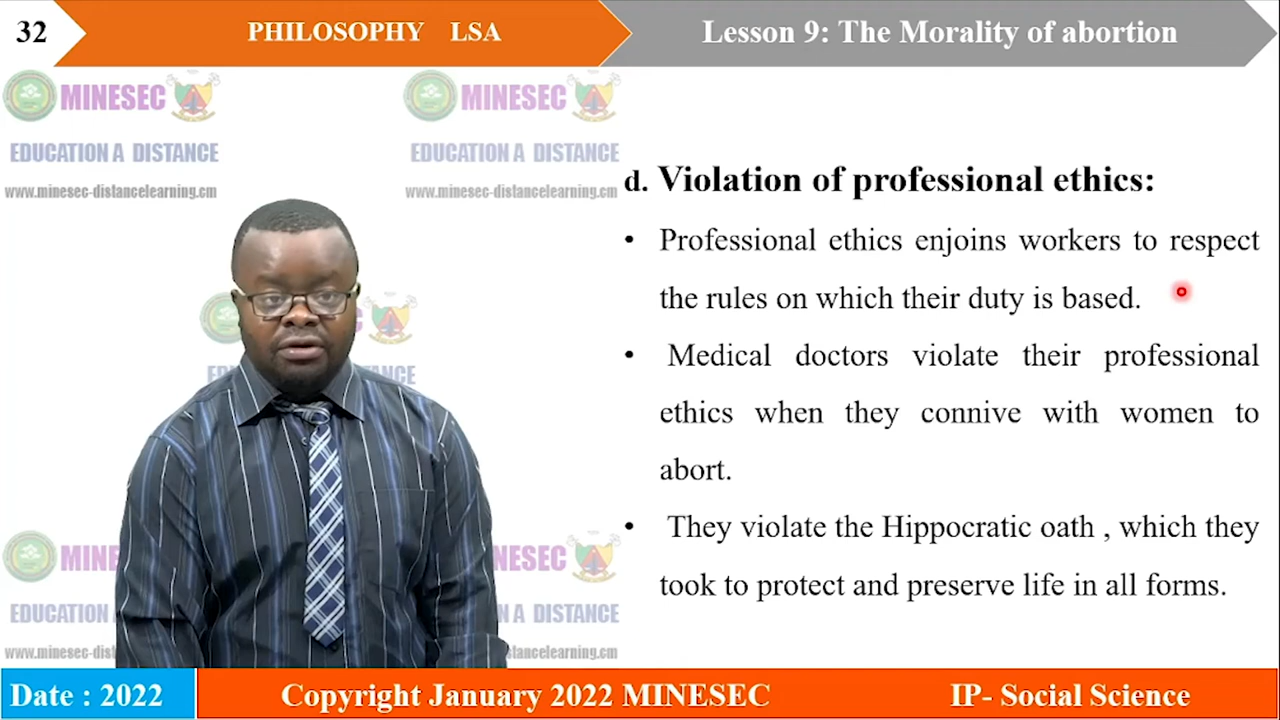 32
PHILOSOPHY LSA
Lesson 9: The Morality of abortion
MINESEC
MINESEC
EDUCATION A DISTANCE
EDUCATION A DISTANCE
www.minesec-distancelearning.cm
www.minesec-distancelearning.cm
d. Violation of professional ethics:
• Professional ethics enjoins workers to respect
the rules on which their duty is based.
• Medical doctors violate their professional
ethics when they connive with women to
abort.
• They violate the Hippocratic oath , which they
took to protect and preserve life in all forms.
MINE
NESEC
EDUCATION
N A DISTANCE
www.minesec-dist
tancelearning.cm
Date : 2022
Copyright January 2022 MINESEC
IP- Social Science